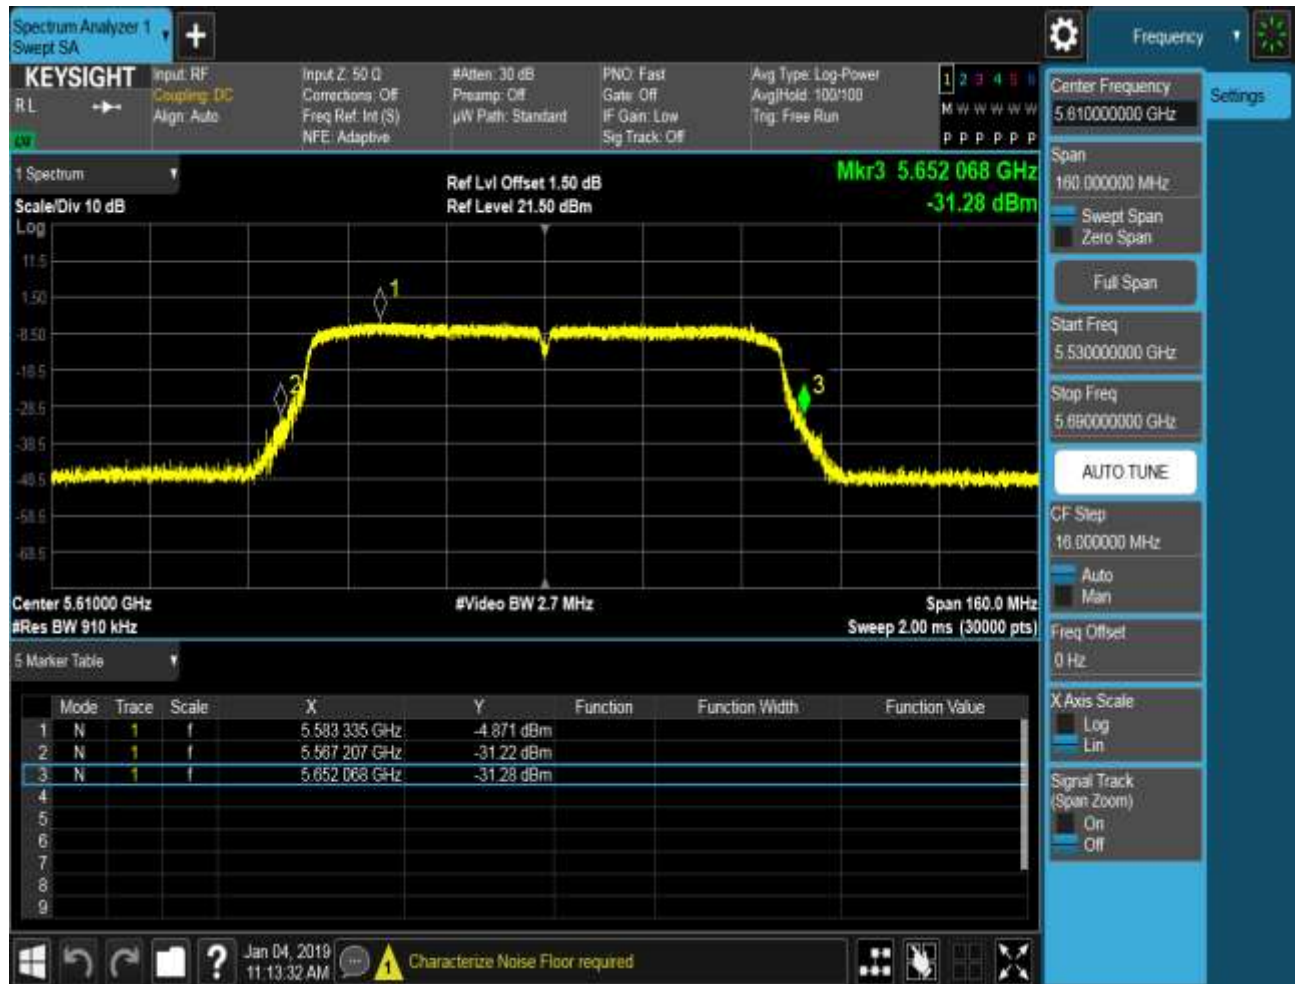 Spectrum Analyzer 1
Swept SA
Frequency
KEYSIGHT
RL
Input: RF
Coupling: DC
Align: Auto
Input Z: 50 Ω
Corrections: Off
Freq Ref: Int (S)
NFE: Adaptive
#Atten: 30 dB
Preamp: Off
µW Path: Standard
PNO: Fast
Gate: Off
IF Gain: Low
Sig Track: Off
Avg Type: Log-Power
Avg|Hold: 100/100
Trig: Free Run
1 2 3 4 5 6
M W W W W W
P P P P P P
1 Spectrum
Scale/Div 10 dB
Ref Lvl Offset 1.50 dB
Ref Level 21.50 dBm
Mkr3 5.652 068 GHz
-31.28 dBm
Log
11.5
1.50
-8.50
-18.5
-28.5
-38.5
-48.5
-58.5
-68.5
1
2
3
Center 5.61000 GHz
#Video BW 2.7 MHz
Span 160.0 MHz
#Res BW 910 kHz
Sweep 2.00 ms (30000 pts)
5 Marker Table
Mode Trace Scale X Y Function Function Width Function Value
1 N 1 f 5.583 335 GHz -4.871 dBm
2 N 1 f 5.567 207 GHz -31.22 dBm
3 N 1 f 5.652 068 GHz -31.28 dBm
4
5
6
7
8
9
Center Frequency
5.610000000 GHz
Settings
Span
160.000000 MHz
Swept Span
Zero Span
Full Span
Start Freq
5.530000000 GHz
Stop Freq
5.690000000 GHz
AUTO TUNE
CF Step
16.000000 MHz
Auto
Man
Freq Offset
0 Hz
X Axis Scale
Log
Lin
Signal Track
(Span Zoom)
On
Off
?
Jan 04, 2019
11:13:32 AM
1
Characterize Noise Floor required